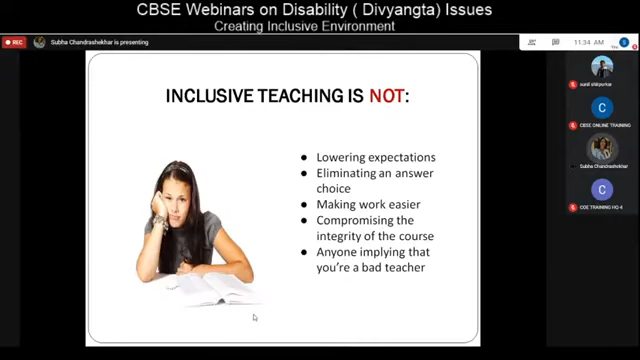 CBSE Webinars on Disability ( Divyangta) Issues
Creating Inclusive Environment
REC
Subha Chandrashekhar is presenting
11:34 AM
S
INCLUSIVE TEACHING IS NOT:
● Lowering expectations
● Eliminating an answer
choice
● Making work easier
● Compromising the
integrity of the course
● Anyone implying that
you're a bad teacher
sunil shirpurkar
C
CBSE ONLINE TRAINING
Subha Chandrashekhar
C
COE TRAINING HQ-4